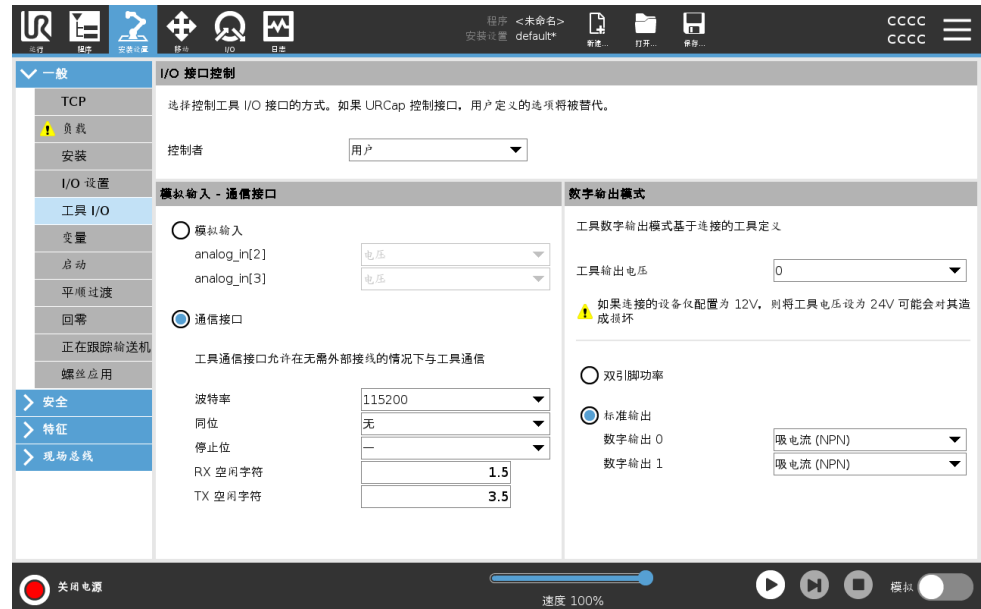 UR
运行
程序
安装设置
移动
I/O
日志
程序 <未命名>
安装设置 default*
新建...
打开...
保存...
CCCC
CCCC
一般
TCP
负载
安装
I/O 设置
工具 I/O
变量
启动
平顺过渡
回零
正在跟踪输送机
螺丝应用
安全
特征
现场总线
I/O 接口控制
选择控制工具 I/O 接口的方式。如果 URCap 控制接口，用户定义的选项将被替代。
控制者 用户
模拟输入 - 通信接口
模拟输入
analog_in[2] 电压
analog_in[3] 电压
通信接口
工具通信接口允许在无需外部接线的情况下与工具通信
波特率 115200
同位 无
停止位 一
RX 空闲字符 1.5
TX 空闲字符 3.5
数字输出模式
工具数字输出模式基于连接的工具定义
工具输出电压 0
如果连接的设备仅配置为 12V，则将工具电压设为 24V 可能会对其造
成损坏
双引脚功率
标准输出
数字输出 0 吸电流 (NPN)
数字输出 1 吸电流 (NPN)
关闭电源
速度 100%
模拟